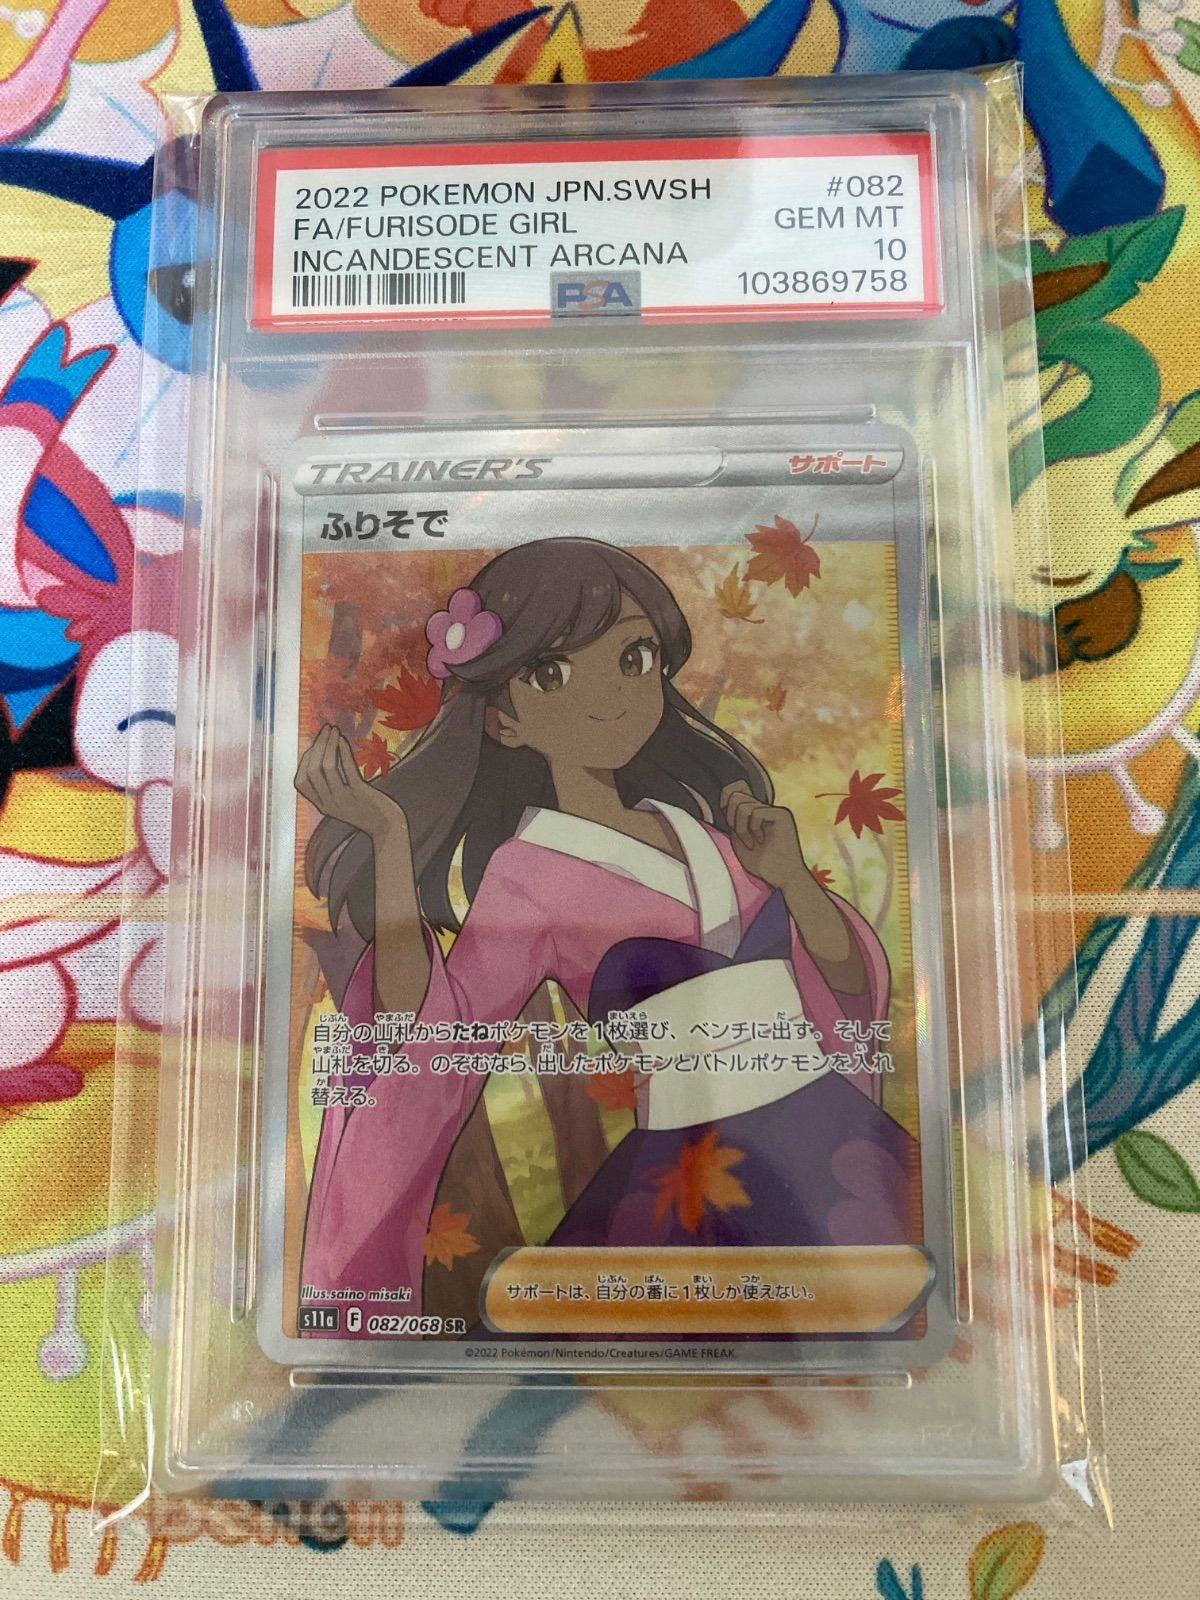 2022 POKEMON JPN.SWSH #082
FA/FURISODE GIRL GEM MT
INCANDESCENT ARCANA 10
103869758
PSA
TRAINER'S サポート
ふりそで
自分の山札からたねポケモンを1枚選び、ベンチに出す。そして
山札を切る。のぞむなら、出したポケモンとバトルポケモンを入れ
替える。
サポートは、自分の番に1枚しか使えない。
Illus.saino misaki
s11a F 082/068 SR
©2022 Pokémon/Nintendo/Creatures/GAME FREAK.